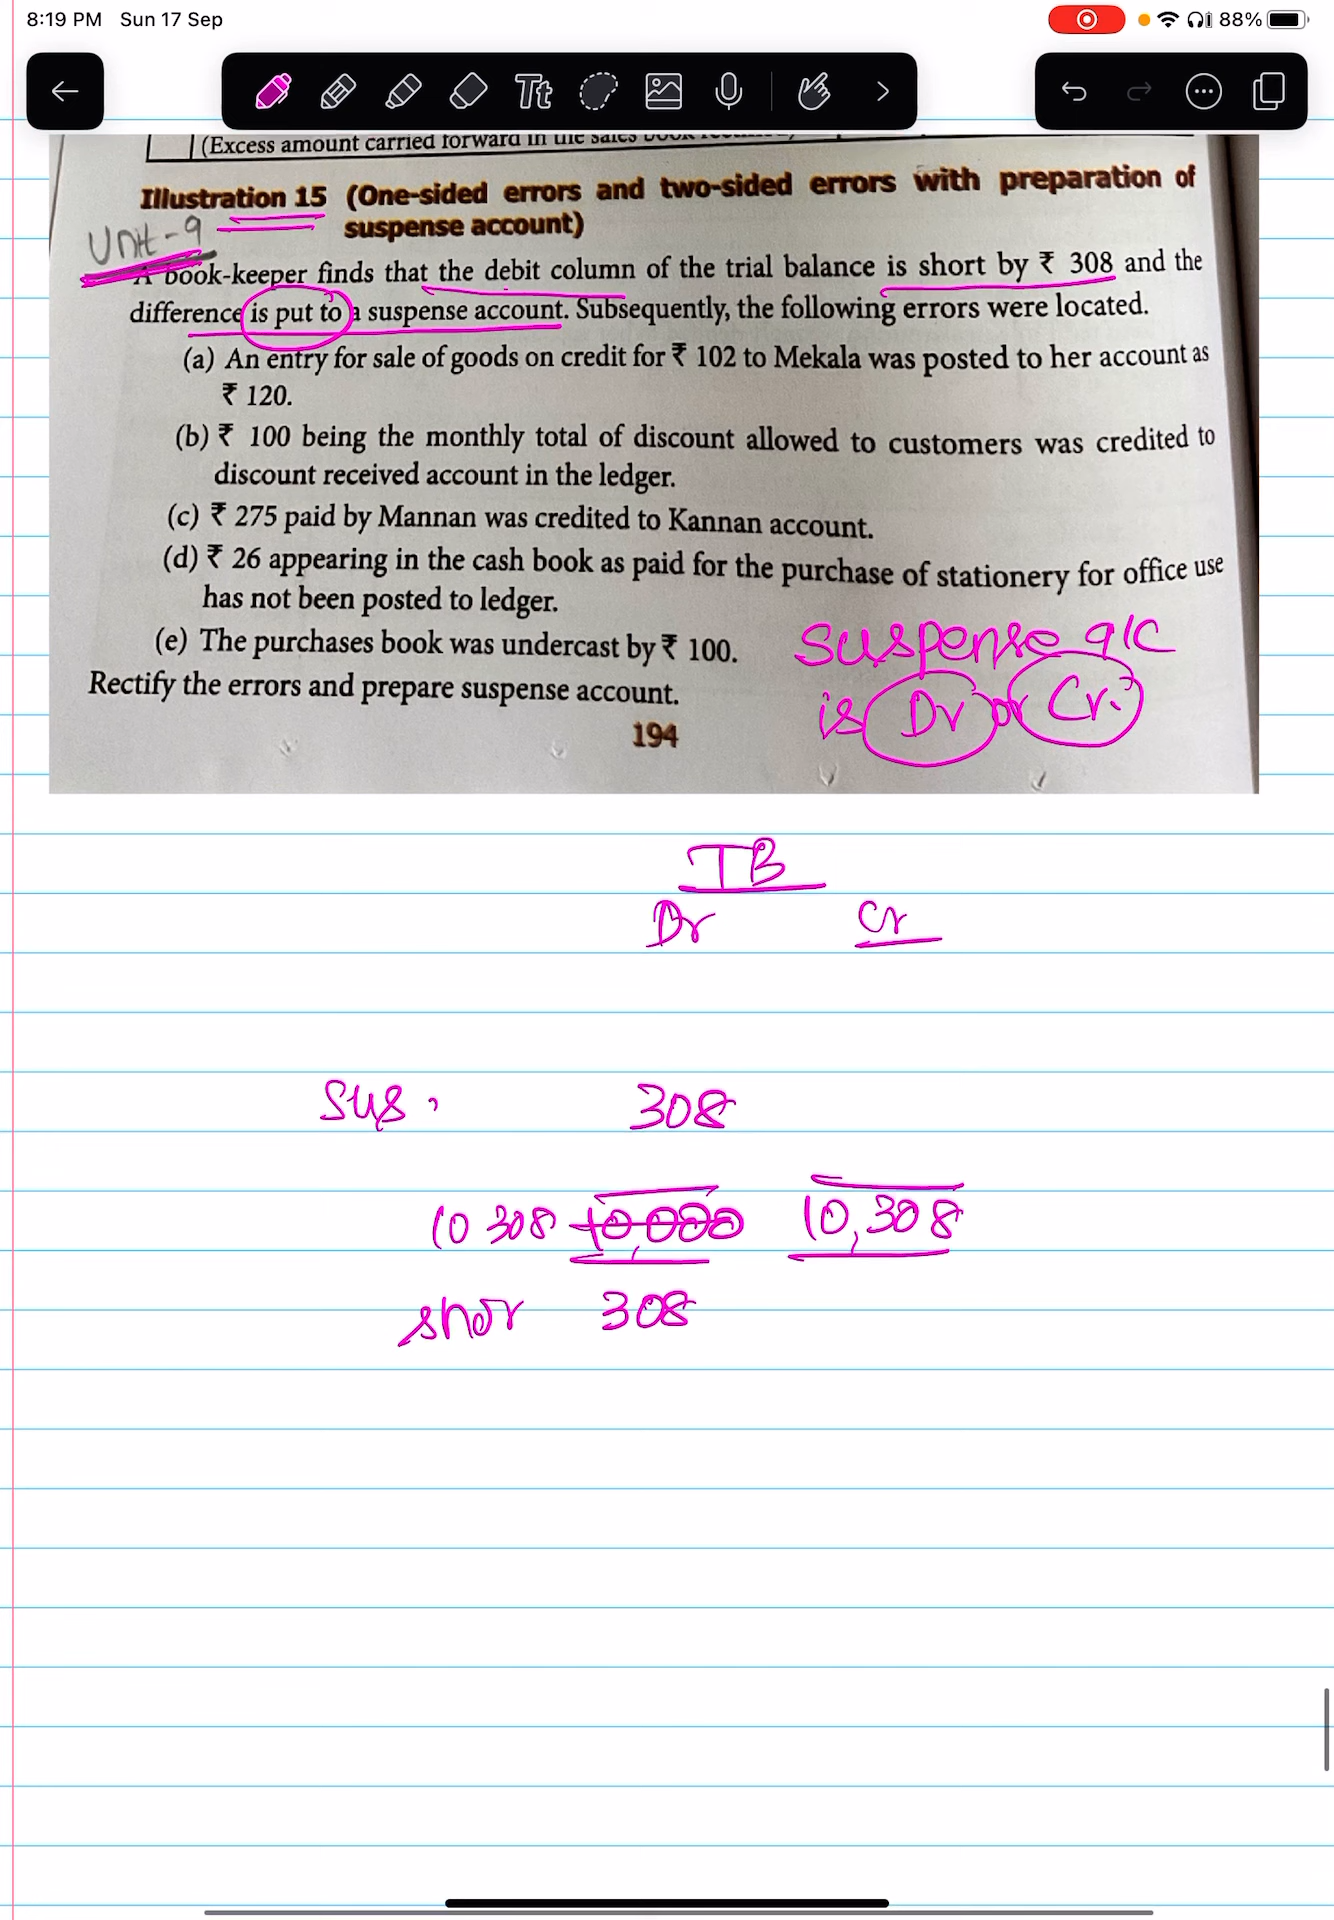 8:19 PM Sun 17 Sep 88%
Tt
(Excess amount carried forward in the sales book
Illustration 15 (One-sided errors and two-sided errors with preparation of
suspense account)
Unit-9
A book-keeper finds that the debit column of the trial balance is short by ₹ 308 and the
difference is put to a suspense account. Subsequently, the following errors were located.
(a) An entry for sale of goods on credit for ₹ 102 to Mekala was posted to her account as
₹ 120.
(b) ₹ 100 being the monthly total of discount allowed to customers was credited to
discount received account in the ledger.
(c) ₹ 275 paid by Mannan was credited to Kannan account.
(d) ₹ 26 appearing in the cash book as paid for the purchase of stationery for office use
has not been posted to ledger.
(e) The purchases book was undercast by ₹ 100.
Rectify the errors and prepare suspense account.
194
Suspense a/c
is Dr or Cr.?
TB
Dr Cr
Sus, 308
10 308 10,000 10,308
shor 308